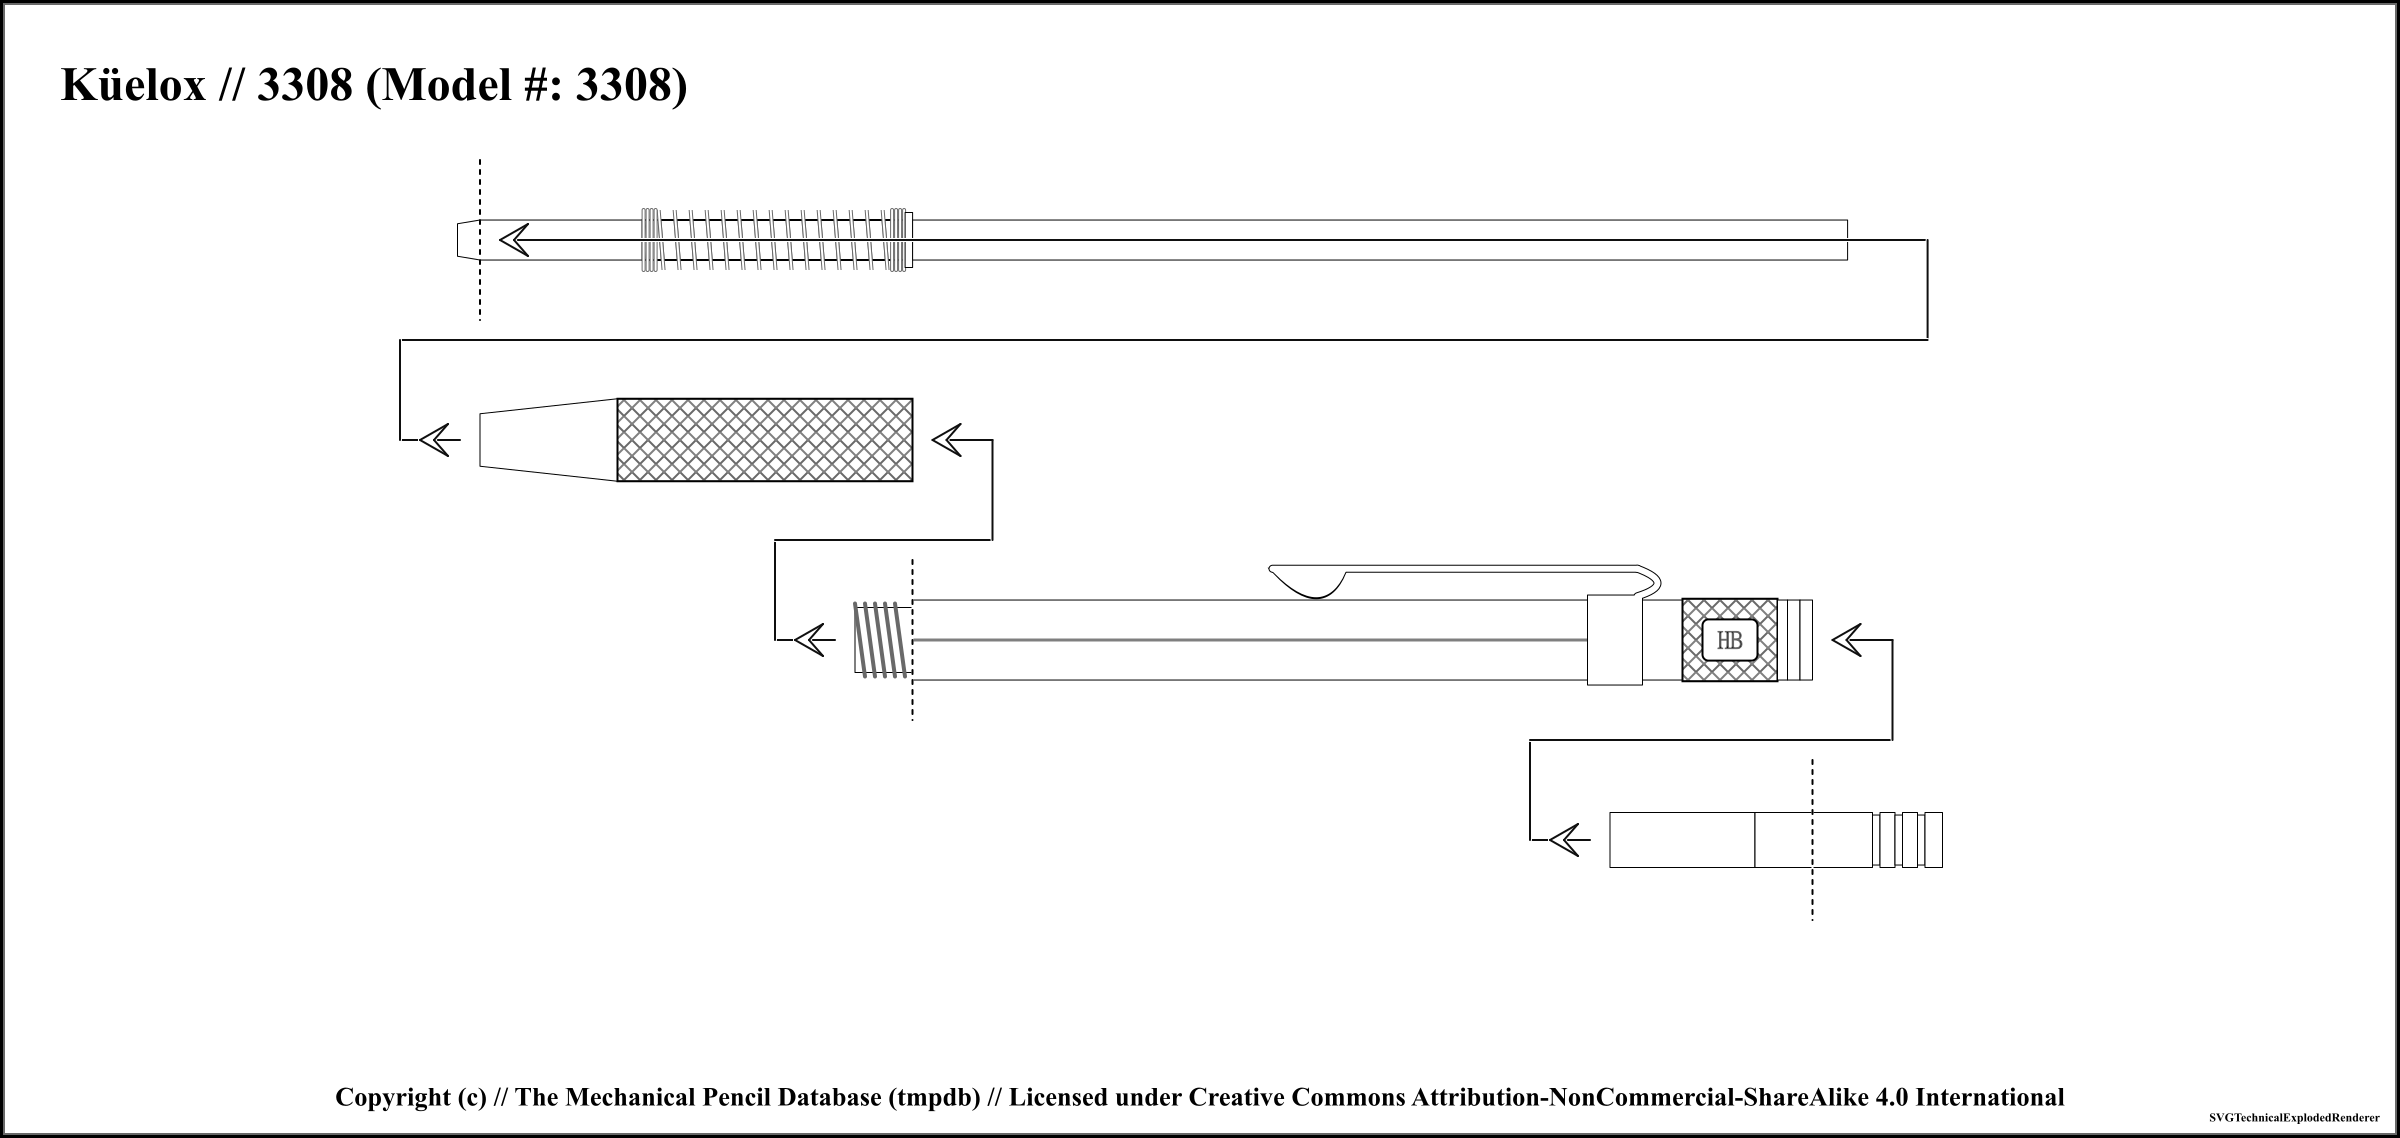 Küelox // 3308 (Model #: 3308)
HB
Copyright (c) // The Mechanical Pencil Database (tmpdb) // Licensed under Creative Commons Attribution-NonCommercial-ShareAlike 4.0 International
SVGTechnicalExplodedRenderer